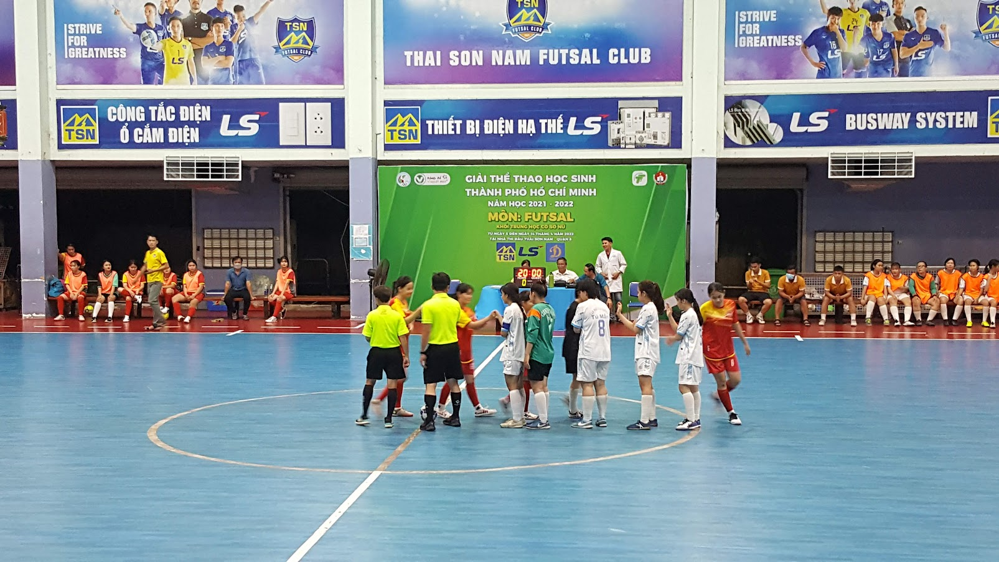 STRIVE
FOR
GREATNESS
TSN
FUTSAL CLUB
TSN
FUTSAL CLUB
THAI SON NAM FUTSAL CLUB
STRIVE
FOR
GREATNESS
TSN
CÔNG TẮC ĐIỆN
Ổ CẮM ĐIỆN
LS
TSN
THIẾT BỊ ĐIỆN HẠ THẾ LS
LS
BUSWAY SYSTEM
GIẢI THỂ THAO HỌC SINH
THÀNH PHỐ HỒ CHÍ MINH
NĂM HỌC 2021 - 2022
MÔN: FUTSAL
KHỐI TRUNG HỌC CƠ SỞ NỮ
TỪ NGÀY 5 ĐẾN NGÀY 14 THÁNG 4 NĂM 2022
TẠI NHÀ THI ĐẤU THÁI SƠN NAM - QUẬN 8
TSN LS Đ
20:00
HOME GUEST
0
8